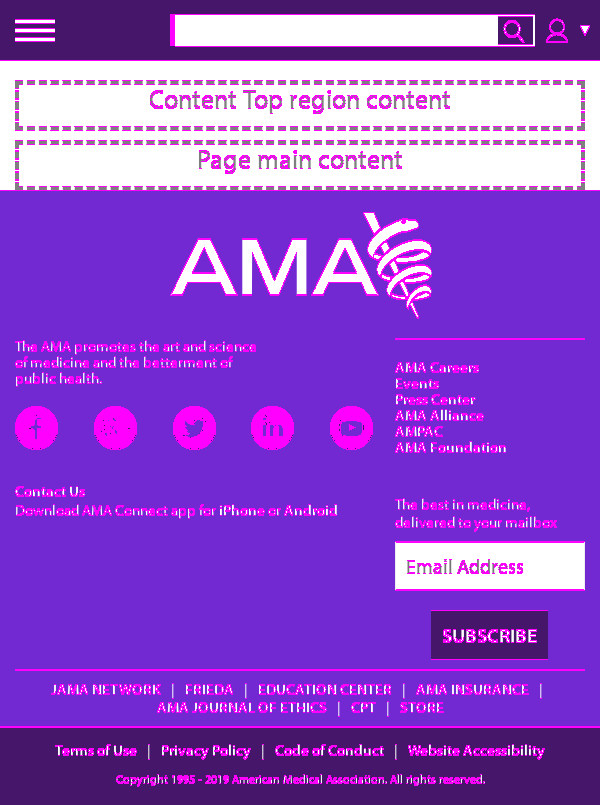 Content Top region content
Page main content
AMA
The AMA promotes the art and science
of medicine and the betterment of
public health.
AMA Careers
Events
Press Center
AMA Alliance
AMPAC
AMA Foundation
Contact Us
Download AMA Connect app for iPhone or Android
The best in medicine,
delivered to your mailbox
Email Address
SUBSCRIBE
JAMA NETWORK | FRIEDA | EDUCATION CENTER | AMA INSURANCE |
AMA JOURNAL OF ETHICS | CPT | STORE
Terms of Use | Privacy Policy | Code of Conduct | Website Accessibility
Copyright 1995 - 2019 American Medical Association. All rights reserved.